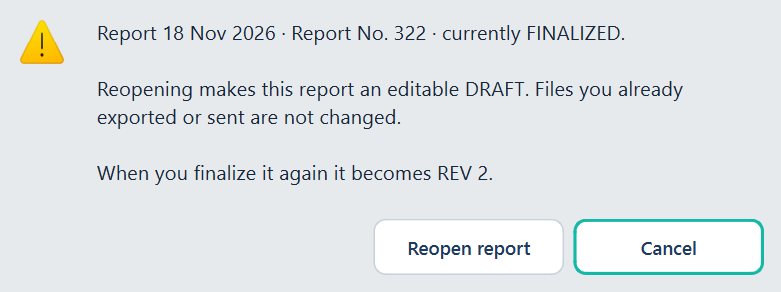 Report 18 Nov 2026 · Report No. 322 · currently FINALIZED.
Reopening makes this report an editable DRAFT. Files you already
exported or sent are not changed.
When you finalize it again it becomes REV 2.
Reopen report
Cancel